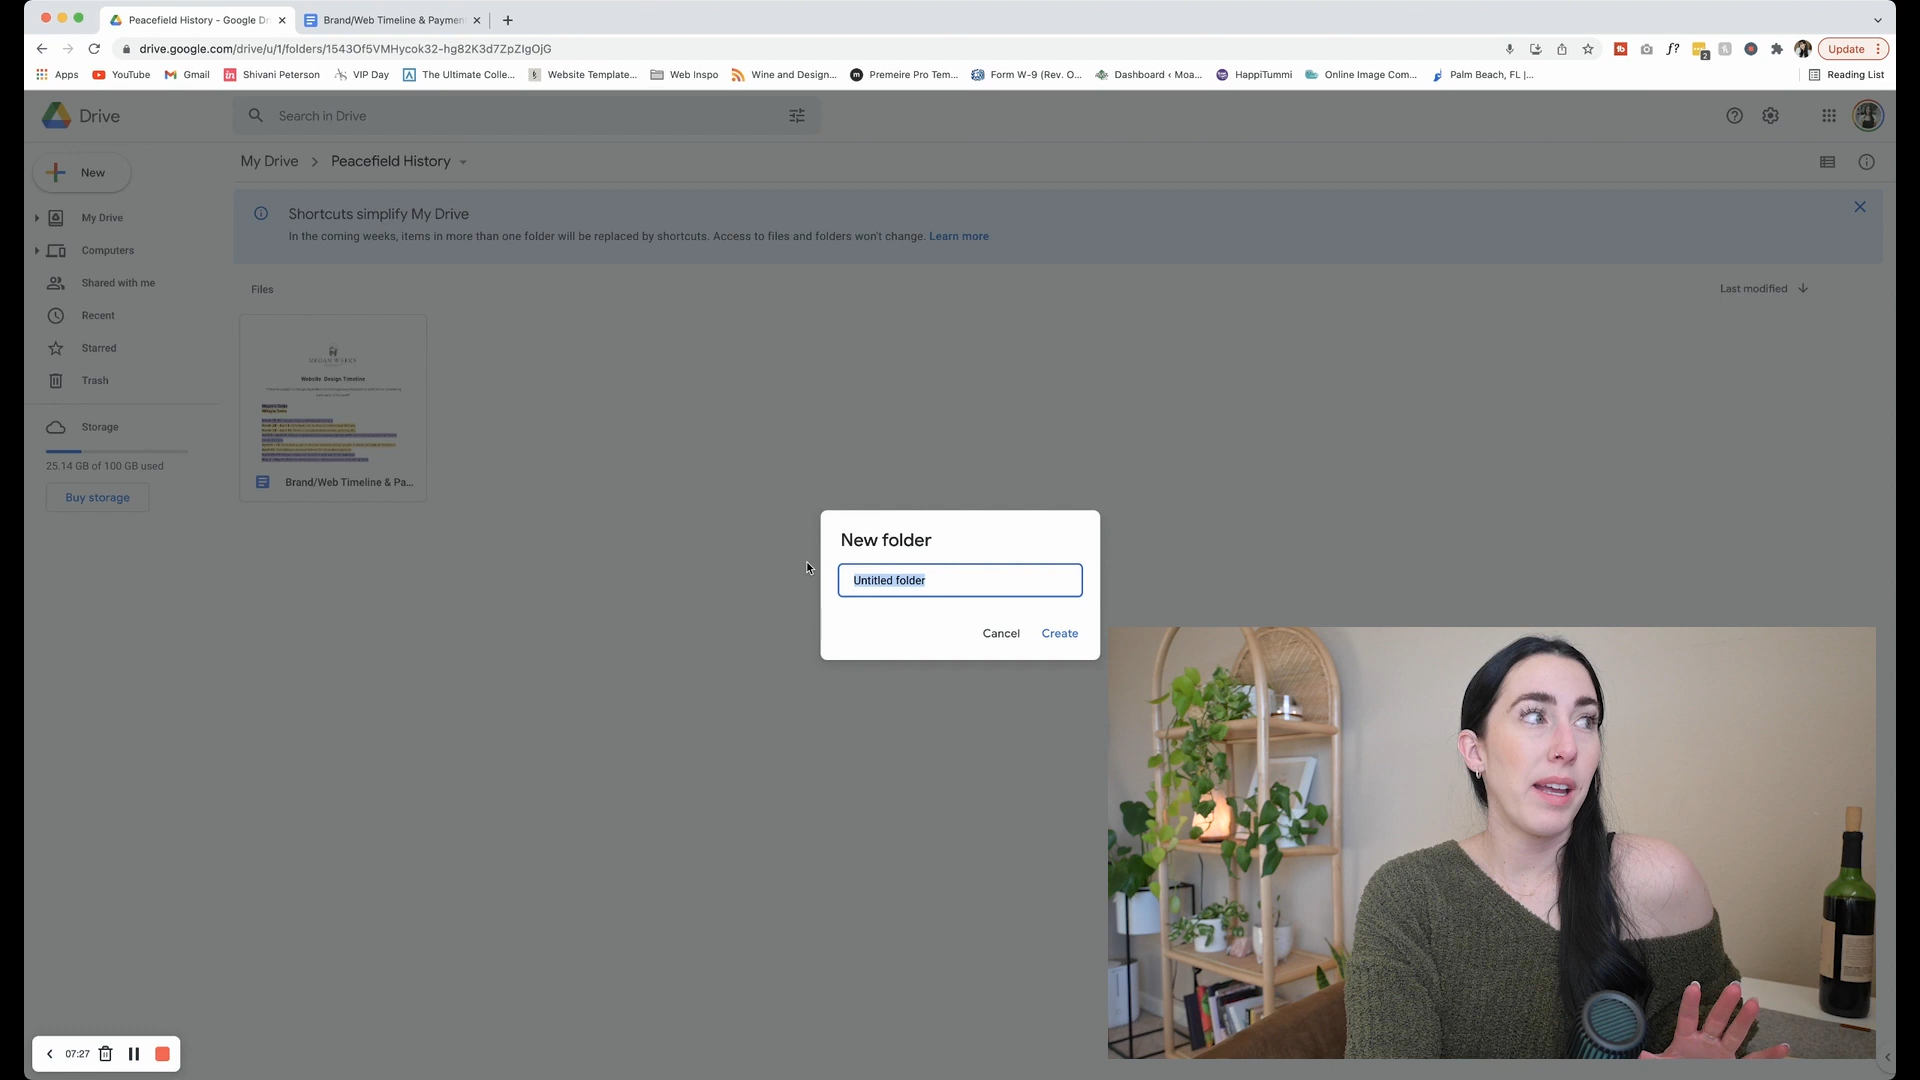 Peacefield History - Google Dr
Brand/Web Timeline & Paymen
drive.google.com/drive/u/1/folders/1543Of5VMHycok32-hg82K3d7ZpZIgOjG
Update
Apps
YouTube
Gmail
Shivani Peterson
VIP Day
The Ultimate Colle...
Website Template...
Web Inspo
Wine and Design...
Premeire Pro Tem...
Form W-9 (Rev. O...
Dashboard ‹ Moa...
HappiTummi
Online Image Com...
Palm Beach, FL |...
Reading List
Drive
Search in Drive
My Drive
Peacefield History
New
Shortcuts simplify My Drive
In the coming weeks, items in more than one folder will be replaced by shortcuts. Access to files and folders won't change. Learn more
My Drive
Computers
Shared with me
Recent
Starred
Trash
Storage
25.14 GB of 100 GB used
Buy storage
Files
Last modified
Website Design Timeline
Brand/Web Timeline & Pa...
New folder
Untitled folder
Cancel
Create
07:27